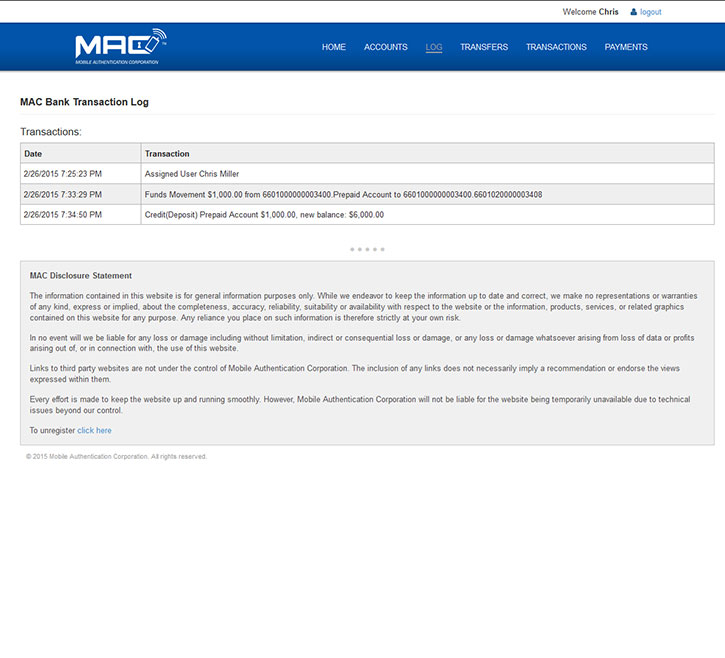 Welcome Chris logout
MAC ™
MOBILE AUTHENTICATION CORPORATION
HOME ACCOUNTS LOG TRANSFERS TRANSACTIONS PAYMENTS
MAC Bank Transaction Log
Transactions:
Date Transaction
2/26/2015 7:25:23 PM Assigned User Chris Miller
2/26/2015 7:33:29 PM Funds Movement $1,000.00 from 6601000000003400.Prepaid Account to 6601000000003400.6601020000003408
2/26/2015 7:34:50 PM Credit(Deposit) Prepaid Account $1,000.00, new balance: $6,000.00
MAC Disclosure Statement
The information contained in this website is for general information purposes only. While we endeavor to keep the information up to date and correct, we make no representations or warranties
of any kind, express or implied, about the completeness, accuracy, reliability, suitability or availability with respect to the website or the information, products, services, or related graphics
contained on this website for any purpose. Any reliance you place on such information is therefore strictly at your own risk.
In no event will we be liable for any loss or damage including without limitation, indirect or consequential loss or damage, or any loss or damage whatsoever arising from loss of data or profits
arising out of, or in connection with, the use of this website.
Links to third party websites are not under the control of Mobile Authentication Corporation. The inclusion of any links does not necessarily imply a recommendation or endorse the views
expressed within them.
Every effort is made to keep the website up and running smoothly. However, Mobile Authentication Corporation will not be liable for the website being temporarily unavailable due to technical
issues beyond our control.
To unregister click here
© 2015 Mobile Authentication Corporation. All rights reserved.